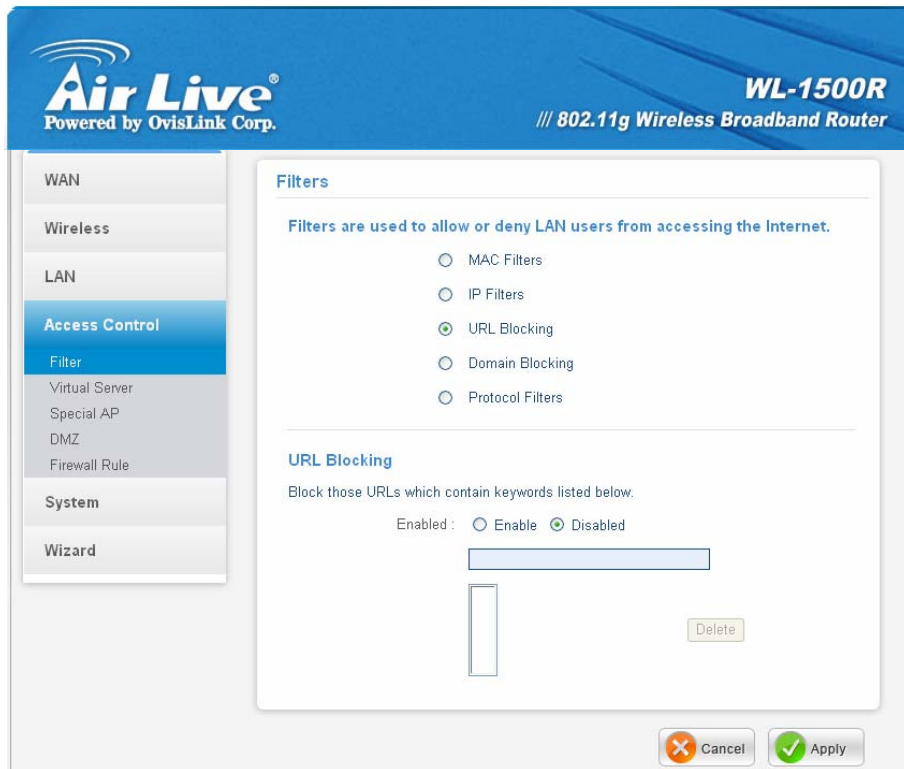 Air Live®
Powered by OvisLink Corp.
WL-1500R
/// 802.11g Wireless Broadband Router
WAN
Wireless
LAN
Access Control
Filter
Virtual Server
Special AP
DMZ
Firewall Rule
System
Wizard
Filters
Filters are used to allow or deny LAN users from accessing the Internet.
MAC Filters
IP Filters
URL Blocking
Domain Blocking
Protocol Filters
URL Blocking
Block those URLs which contain keywords listed below.
Enabled : Enable Disabled
Delete
Cancel Apply